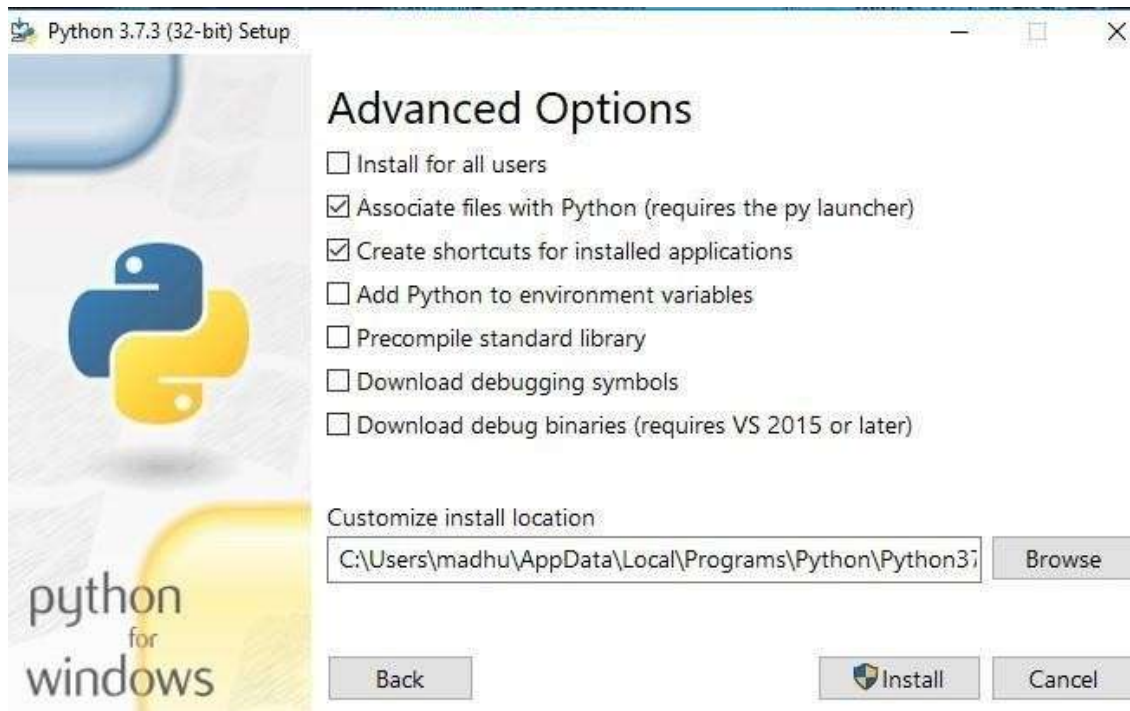 Python 3.7.3 (32-bit) Setup
Advanced Options
Install for all users
Associate files with Python (requires the py launcher)
Create shortcuts for installed applications
Add Python to environment variables
Precompile standard library
Download debugging symbols
Download debug binaries (requires VS 2015 or later)
Customize install location
C:\Users\madhu\AppData\Local\Programs\Python\Python37
Browse
python
for
windows
Back
Install
Cancel